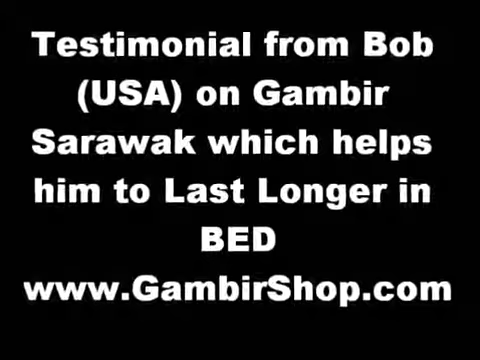 Testimonial from Bob
(USA) on Gambir
Sarawak which helps
him to Last Longer in
BED
www.GambirShop.com